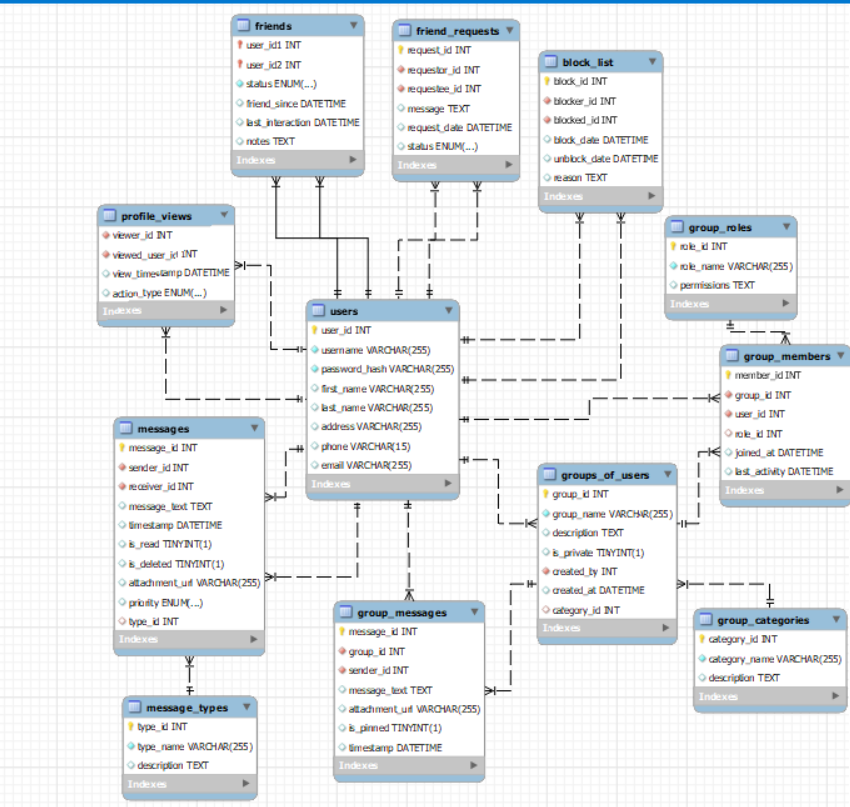 friends
user_id1 INT
user_id2 INT
status ENUM(...)
friend_since DATETIME
last_interaction DATETIME
notes TEXT
Indexes
friend_requests
request_id INT
requestor_id INT
requestee_id INT
message TEXT
request_date DATETIME
status ENUM(...)
Indexes
block_list
block_id INT
blocker_id INT
blocked_id INT
block_date DATETIME
unblock_date DATETIME
reason TEXT
Indexes
profile_views
viewer_id INT
viewed_user_id INT
view_timestamp DATETIME
action_type ENUM(...)
Indexes
group_roles
role_id INT
role_name VARCHAR(255)
permissions TEXT
Indexes
users
user_id INT
username VARCHAR(255)
password_hash VARCHAR(255)
first_name VARCHAR(255)
last_name VARCHAR(255)
address VARCHAR(255)
phone VARCHAR(15)
email VARCHAR(255)
Indexes
group_members
member_id INT
group_id INT
user_id INT
role_id INT
joined_at DATETIME
last_activity DATETIME
Indexes
messages
message_id INT
sender_id INT
receiver_id INT
message_text TEXT
timestamp DATETIME
is_read TINYINT(1)
is_deleted TINYINT(1)
attachment_url VARCHAR(255)
priority ENUM(...)
type_id INT
Indexes
groups_of_users
group_id INT
group_name VARCHAR(255)
description TEXT
is_private TINYINT(1)
created_by INT
created_at DATETIME
category_id INT
Indexes
group_messages
message_id INT
group_id INT
sender_id INT
message_text TEXT
attachment_url VARCHAR(255)
is_pinned TINYINT(1)
timestamp DATETIME
Indexes
group_categories
category_id INT
category_name VARCHAR(255)
description TEXT
Indexes
message_types
type_id INT
type_name VARCHAR(255)
description TEXT
Indexes